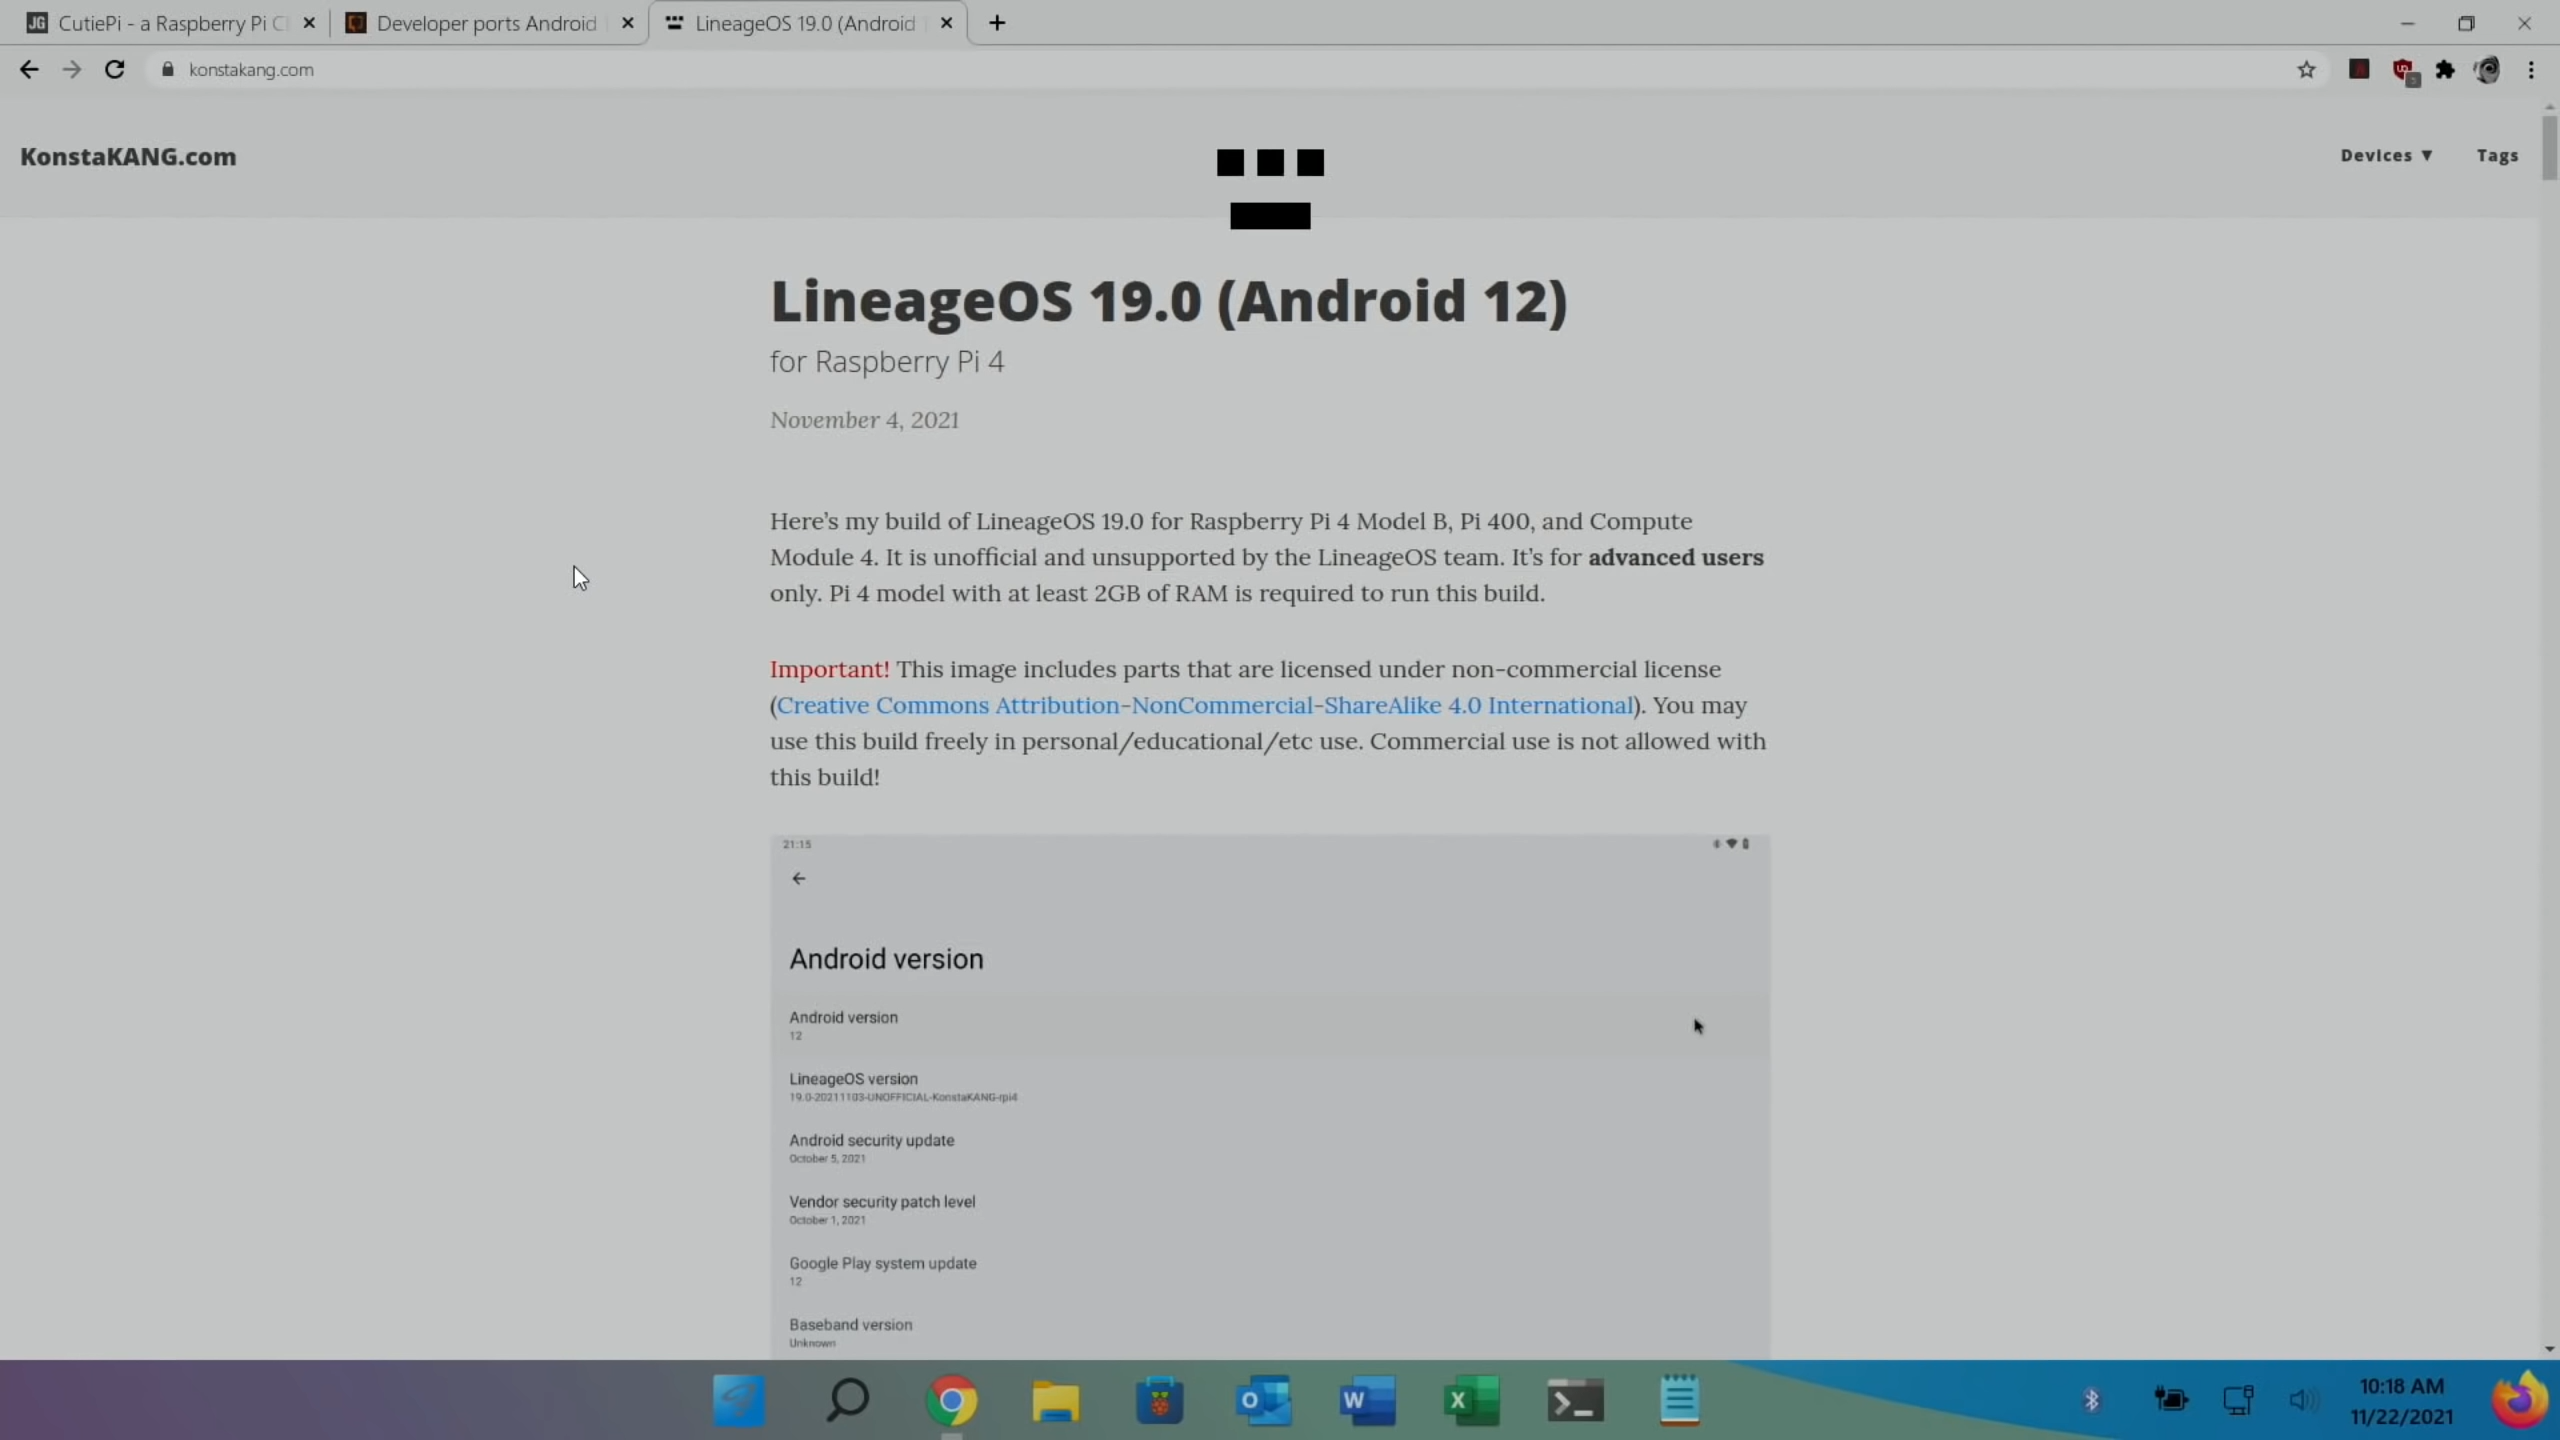 JG CutiePi - a Raspberry Pi C
Developer ports Android
LineageOS 19.0 (Android
konstakang.com
KonstaKANG.com
Devices ▼
Tags
LineageOS 19.0 (Android 12)
for Raspberry Pi 4
November 4, 2021
Here's my build of LineageOS 19.0 for Raspberry Pi 4 Model B, Pi 400, and Compute
Module 4. It is unofficial and unsupported by the LineageOS team. It's for advanced users
only. Pi 4 model with at least 2GB of RAM is required to run this build.
Important! This image includes parts that are licensed under non-commercial license
(Creative Commons Attribution-NonCommercial-ShareAlike 4.0 International). You may
use this build freely in personal/educational/etc use. Commercial use is not allowed with
this build!
21:15
Android version
Android version
12
LineageOS version
19.0-20211103-UNOFFICIAL-KonstaKANG-rpi4
Android security update
October 5, 2021
Vendor security patch level
October 1, 2021
Google Play system update
12
Baseband version
Unknown
O
W
X
10:18 AM
11/22/2021